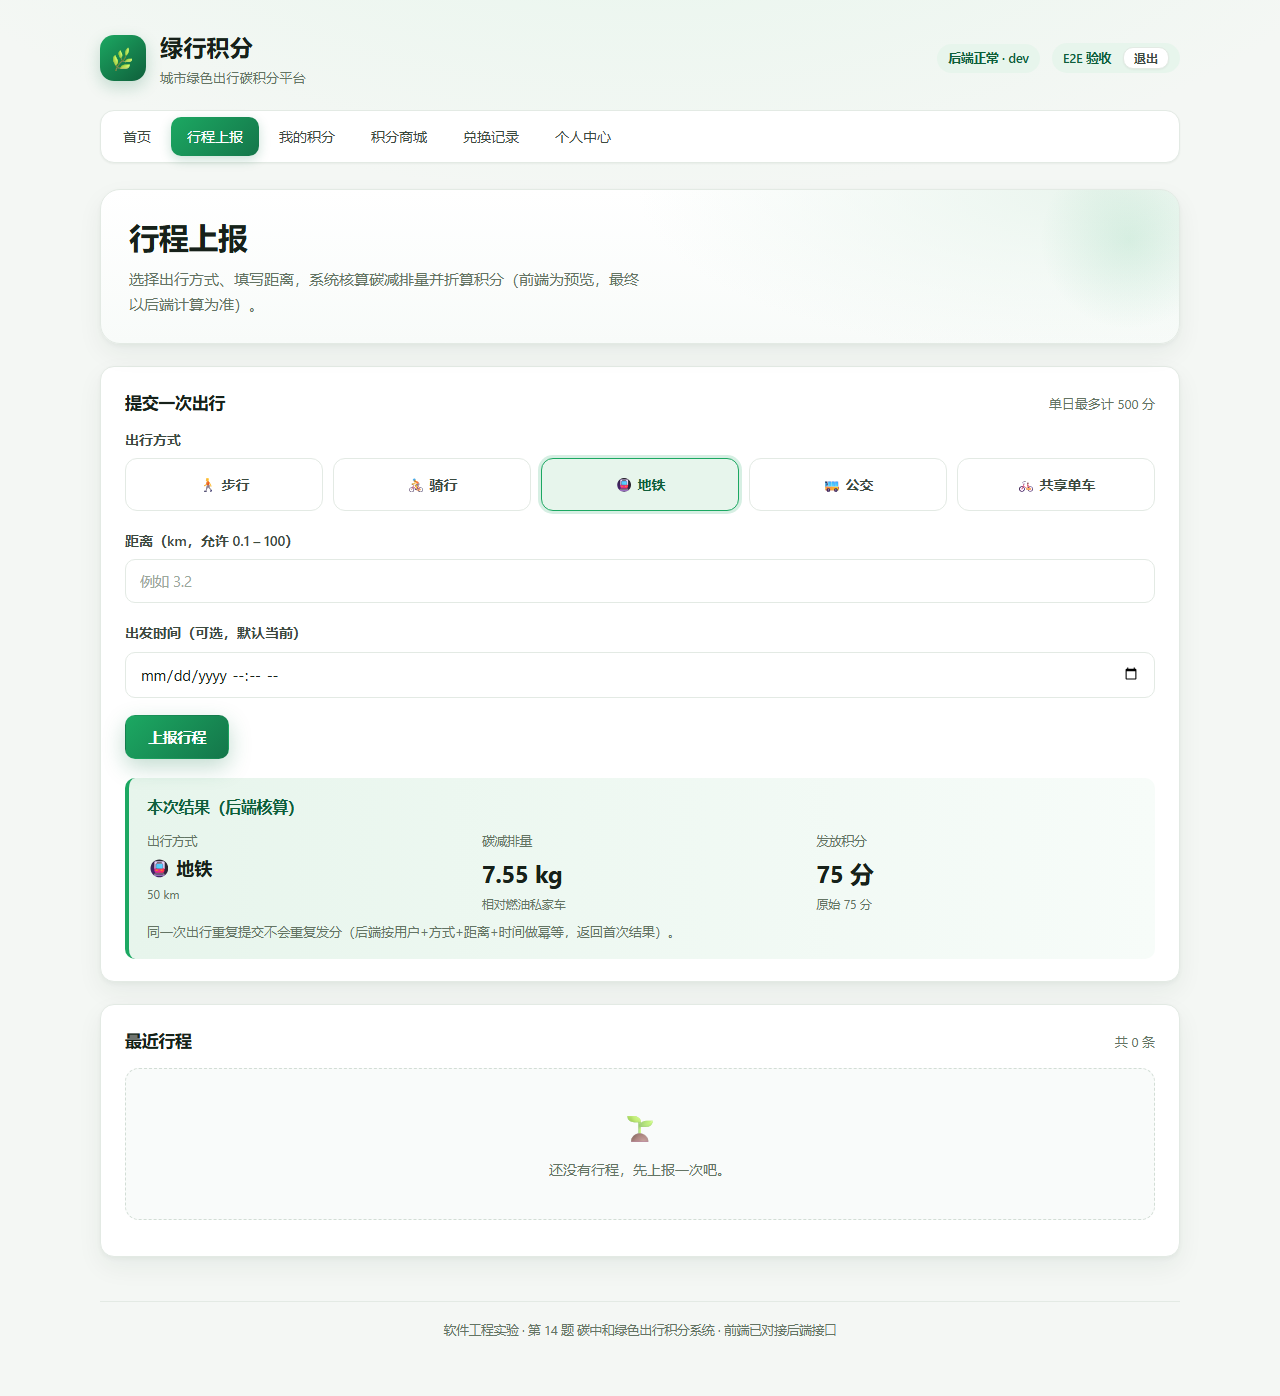 绿行积分
城市绿色出行碳积分平台
后端正常 · dev
E2E 验收
退出
首页
行程上报
我的积分
积分商城
兑换记录
个人中心
行程上报
选择出行方式、填写距离，系统核算碳减排量并折算积分（前端为预览，最终
以后端计算为准）。
提交一次出行
单日最多计 500 分
出行方式
步行
骑行
地铁
公交
共享单车
距离（km，允许 0.1 – 100）
例如 3.2
出发时间（可选，默认当前）
mm/dd/yyyy --:-- --
上报行程
本次结果（后端核算）
出行方式
碳减排量
发放积分
地铁
7.55 kg
75 分
50 km
相对燃油私家车
原始 75 分
同一次出行重复提交不会重复发分（后端按用户+方式+距离+时间做幂等，返回首次结果）。
最近行程
共 0 条
还没有行程，先上报一次吧。
软件工程实验 · 第 14 题 碳中和绿色出行积分系统 · 前端已对接后端接口